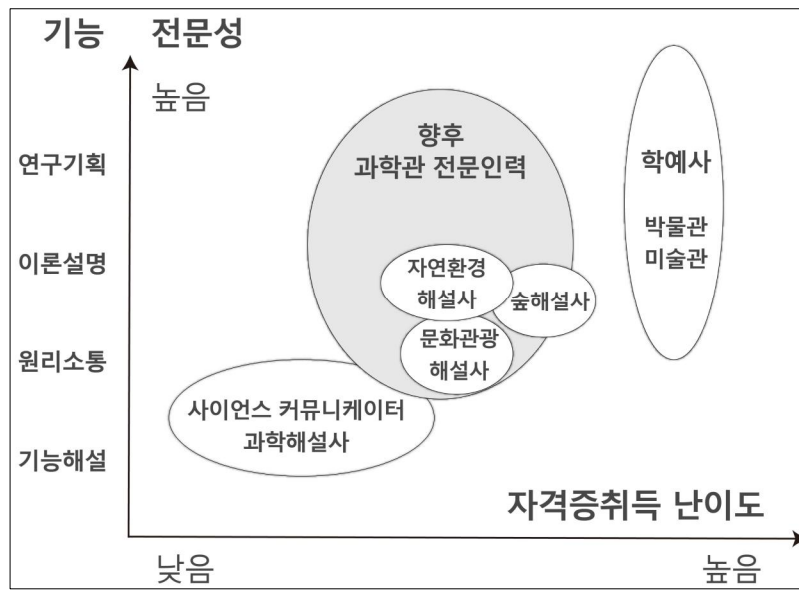 기능 전문성
높음
향후
과학관 전문인력
연구기획
학예사
박물관
미술관
이론설명
자연환경
해설사
숲해설사
문화관광
해설사
원리소통
사이언스 커뮤니케이터
과학해설사
기능해설
자격증취득 난이도
낮음
높음